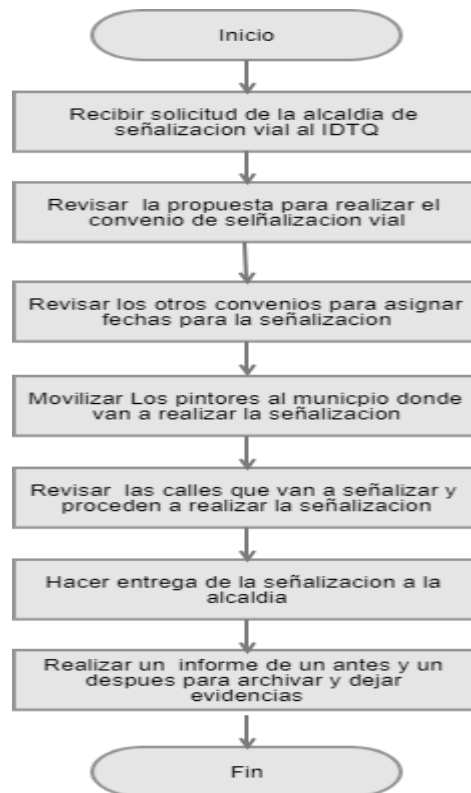 Inicio
Recibir solicitud de la alcaldia de
señalizacion vial al IDTQ
Revisar la propuesta para realizar el
convenio de selñalizacion vial
Revisar los otros convenios para asignar
fechas para la señalizacion
Movilizar Los pintores al municpio donde
van a realizar la señalizacion
Revisar las calles que van a señalizar y
proceden a realizar la señalizacion
Hacer entrega de la señalizacion a la
alcaldia
Realizar un informe de un antes y un
despues para archivar y dejar
evidencias
Fin